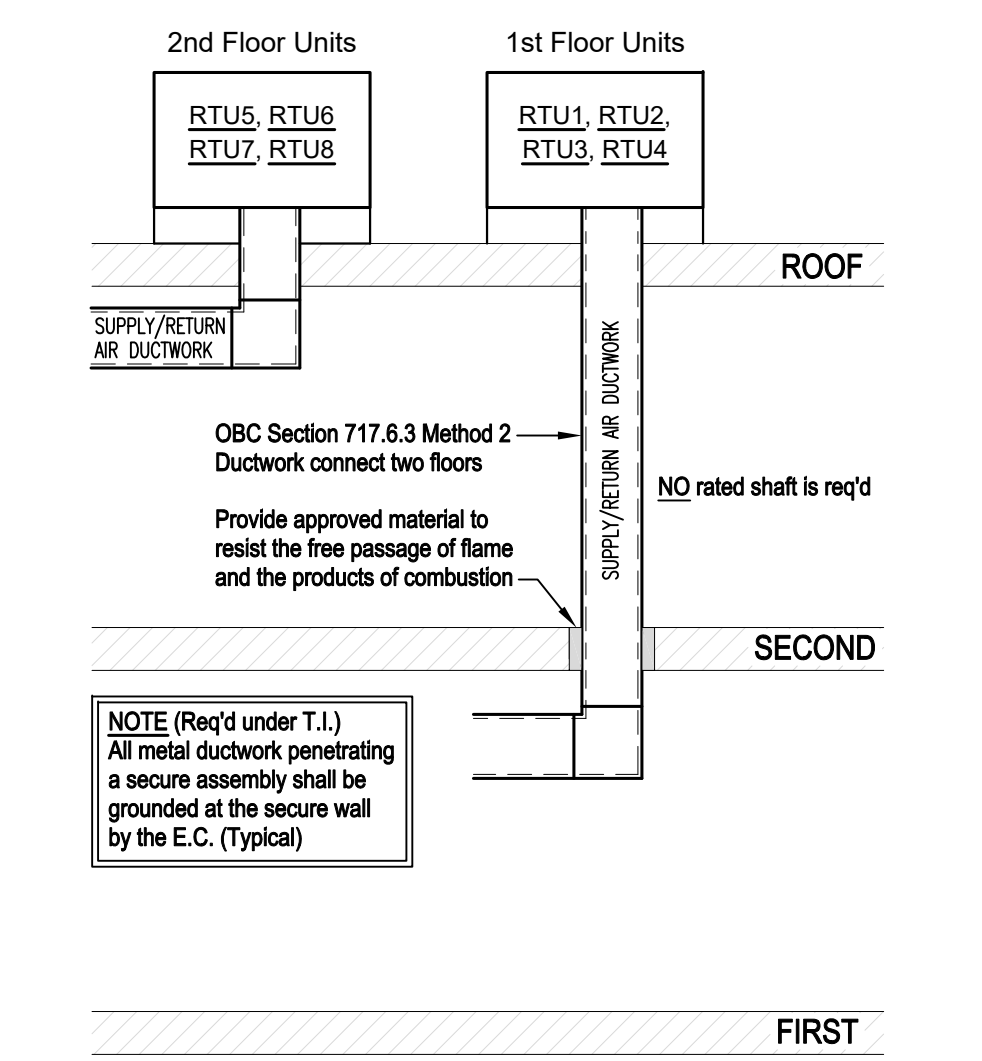 2nd Floor Units
RTU5, RTU6
RTU7, RTU8
1st Floor Units
RTU1, RTU2,
RTU3, RTU4
ROOF
SUPPLY/RETURN
AIR DUCTWORK
SUPPLY/RETURN AIR DUCTWORK
OBC Section 717.6.3 Method 2
Ductwork connect two floors
NO rated shaft is req'd
Provide approved material to
resist the free passage of flame
and the products of combustion
SECOND
NOTE (Req'd under T.I.)
All metal ductwork penetrating
a secure assembly shall be
grounded at the secure wall
by the E.C. (Typical)
FIRST